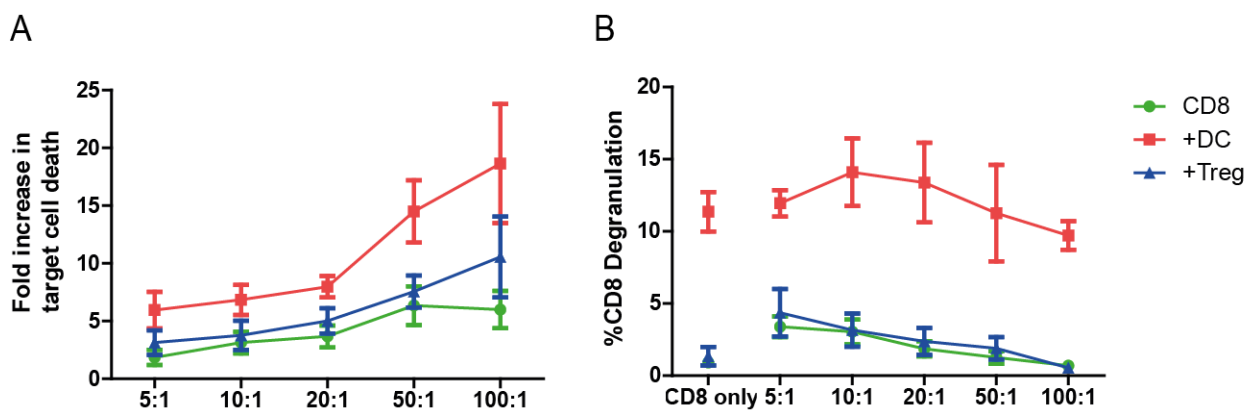 A
Fold increase in
target cell death
25
20
15
10
5
0
5:1 10:1 20:1 50:1 100:1
B
%CD8 Degranulation
20
15
10
5
0
CD8 only 5:1 10:1 20:1 50:1 100:1
CD8
+DC
+Treg